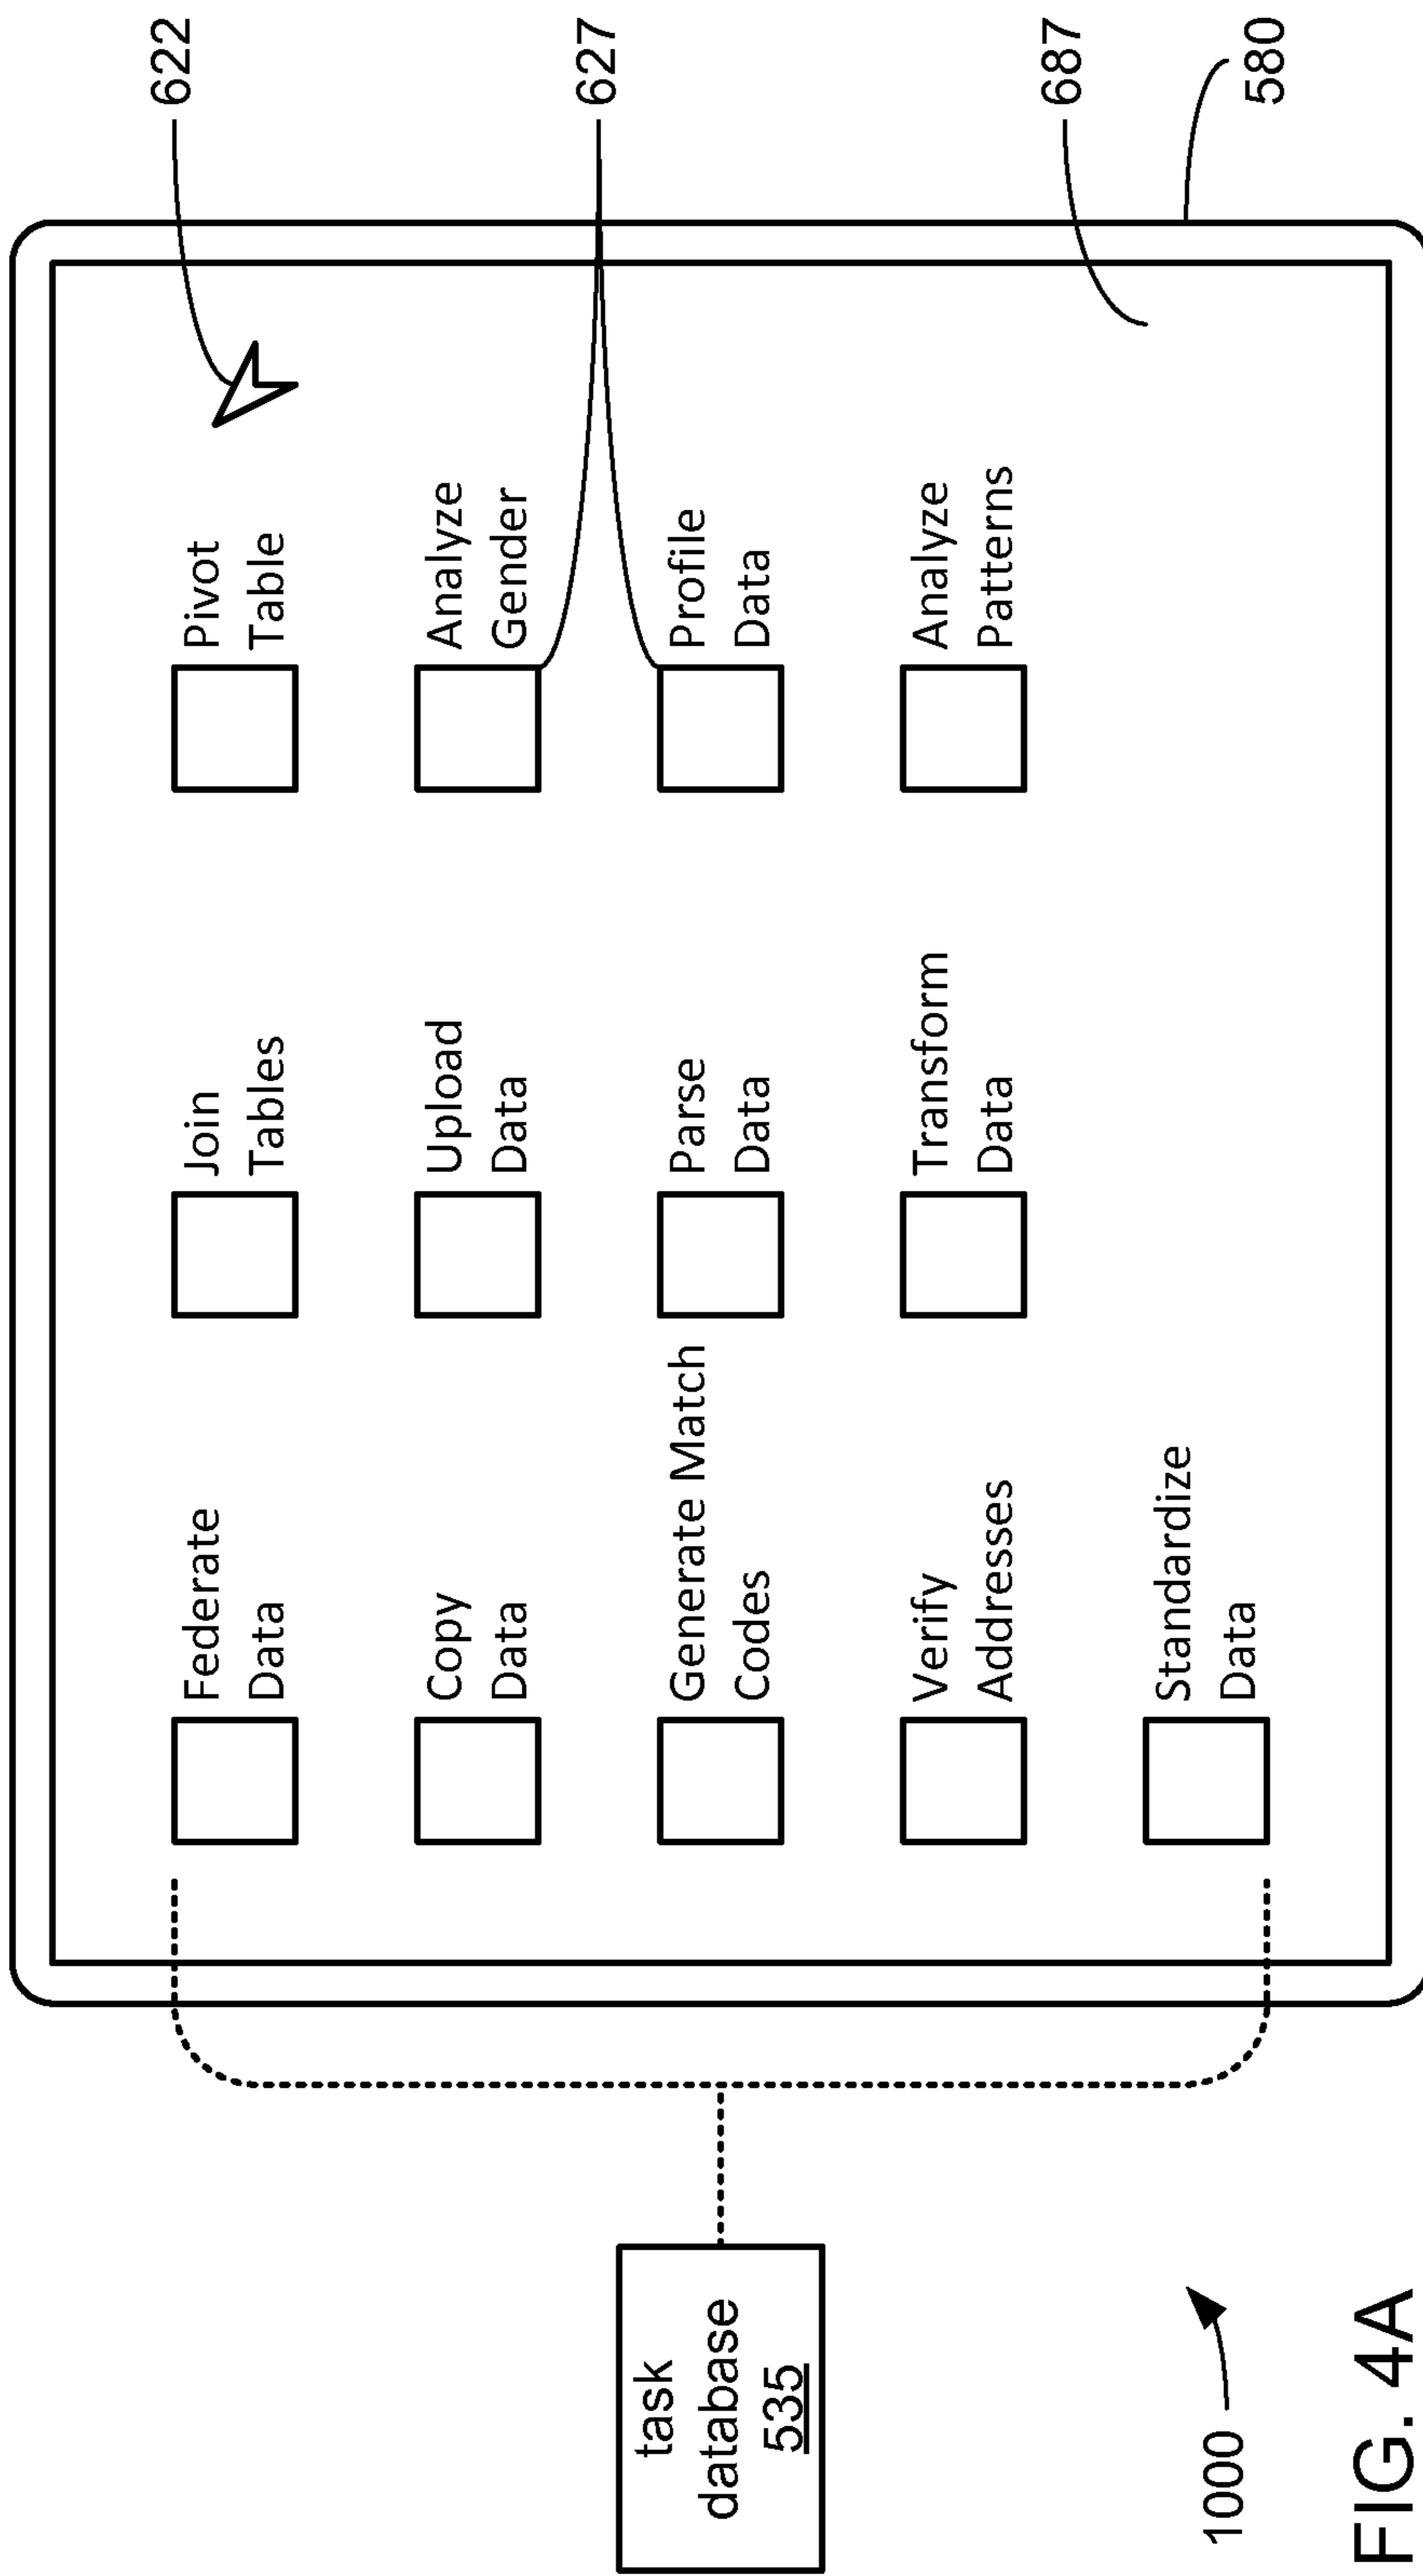 622
627
687
580
Federate
Data
Join
Tables
Pivot
Table
Copy
Data
Upload
Data
Analyze
Gender
Generate Match
Codes
Parse
Data
Profile
Data
Verify
Addresses
Transform
Data
Analyze
Patterns
Standardize
Data
task
database
535
1000
FIG. 4A